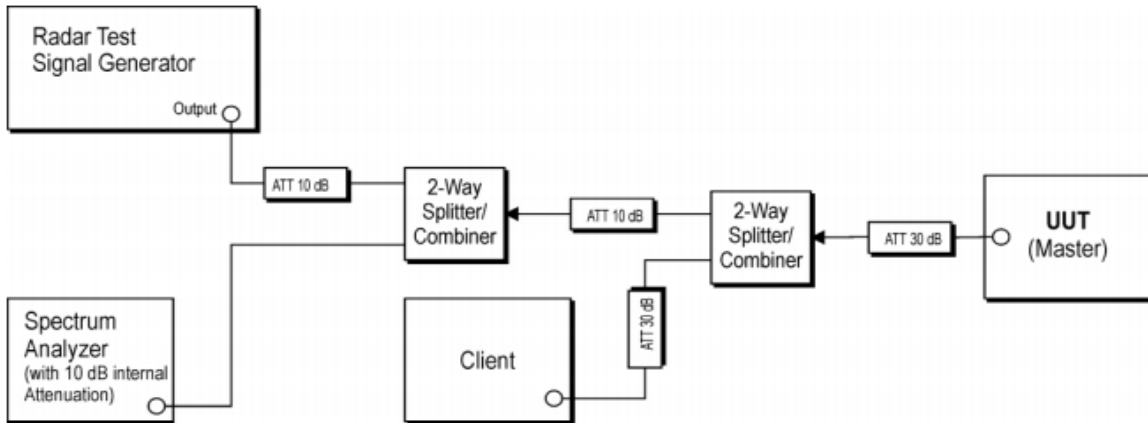 Radar Test
Signal Generator
Output
ATT 10 dB
2-Way
Splitter/
Combiner
ATT 10 dB
2-Way
Splitter/
Combiner
ATT 30 dB
UUT
(Master)
Spectrum
Analyzer
(with 10 dB internal
Attenuation)
Client
ATT 30 dB